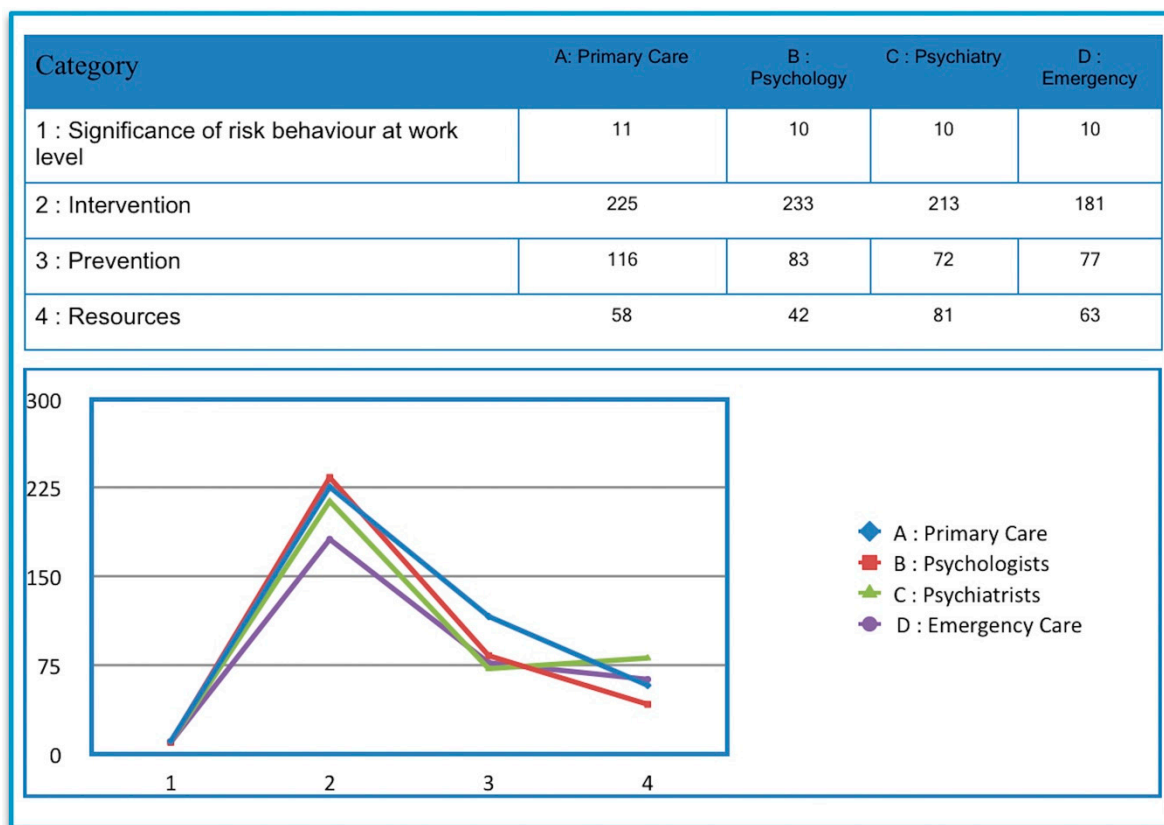 Category A: Primary Care B : Psychology C : Psychiatry D : Emergency
1 : Significance of risk behaviour at work level 11 10 10 10
2 : Intervention 225 233 213 181
3 : Prevention 116 83 72 77
4 : Resources 58 42 81 63
300
225
150
75
0
1 2 3 4
A : Primary Care
B : Psychologists
C : Psychiatrists
D : Emergency Care